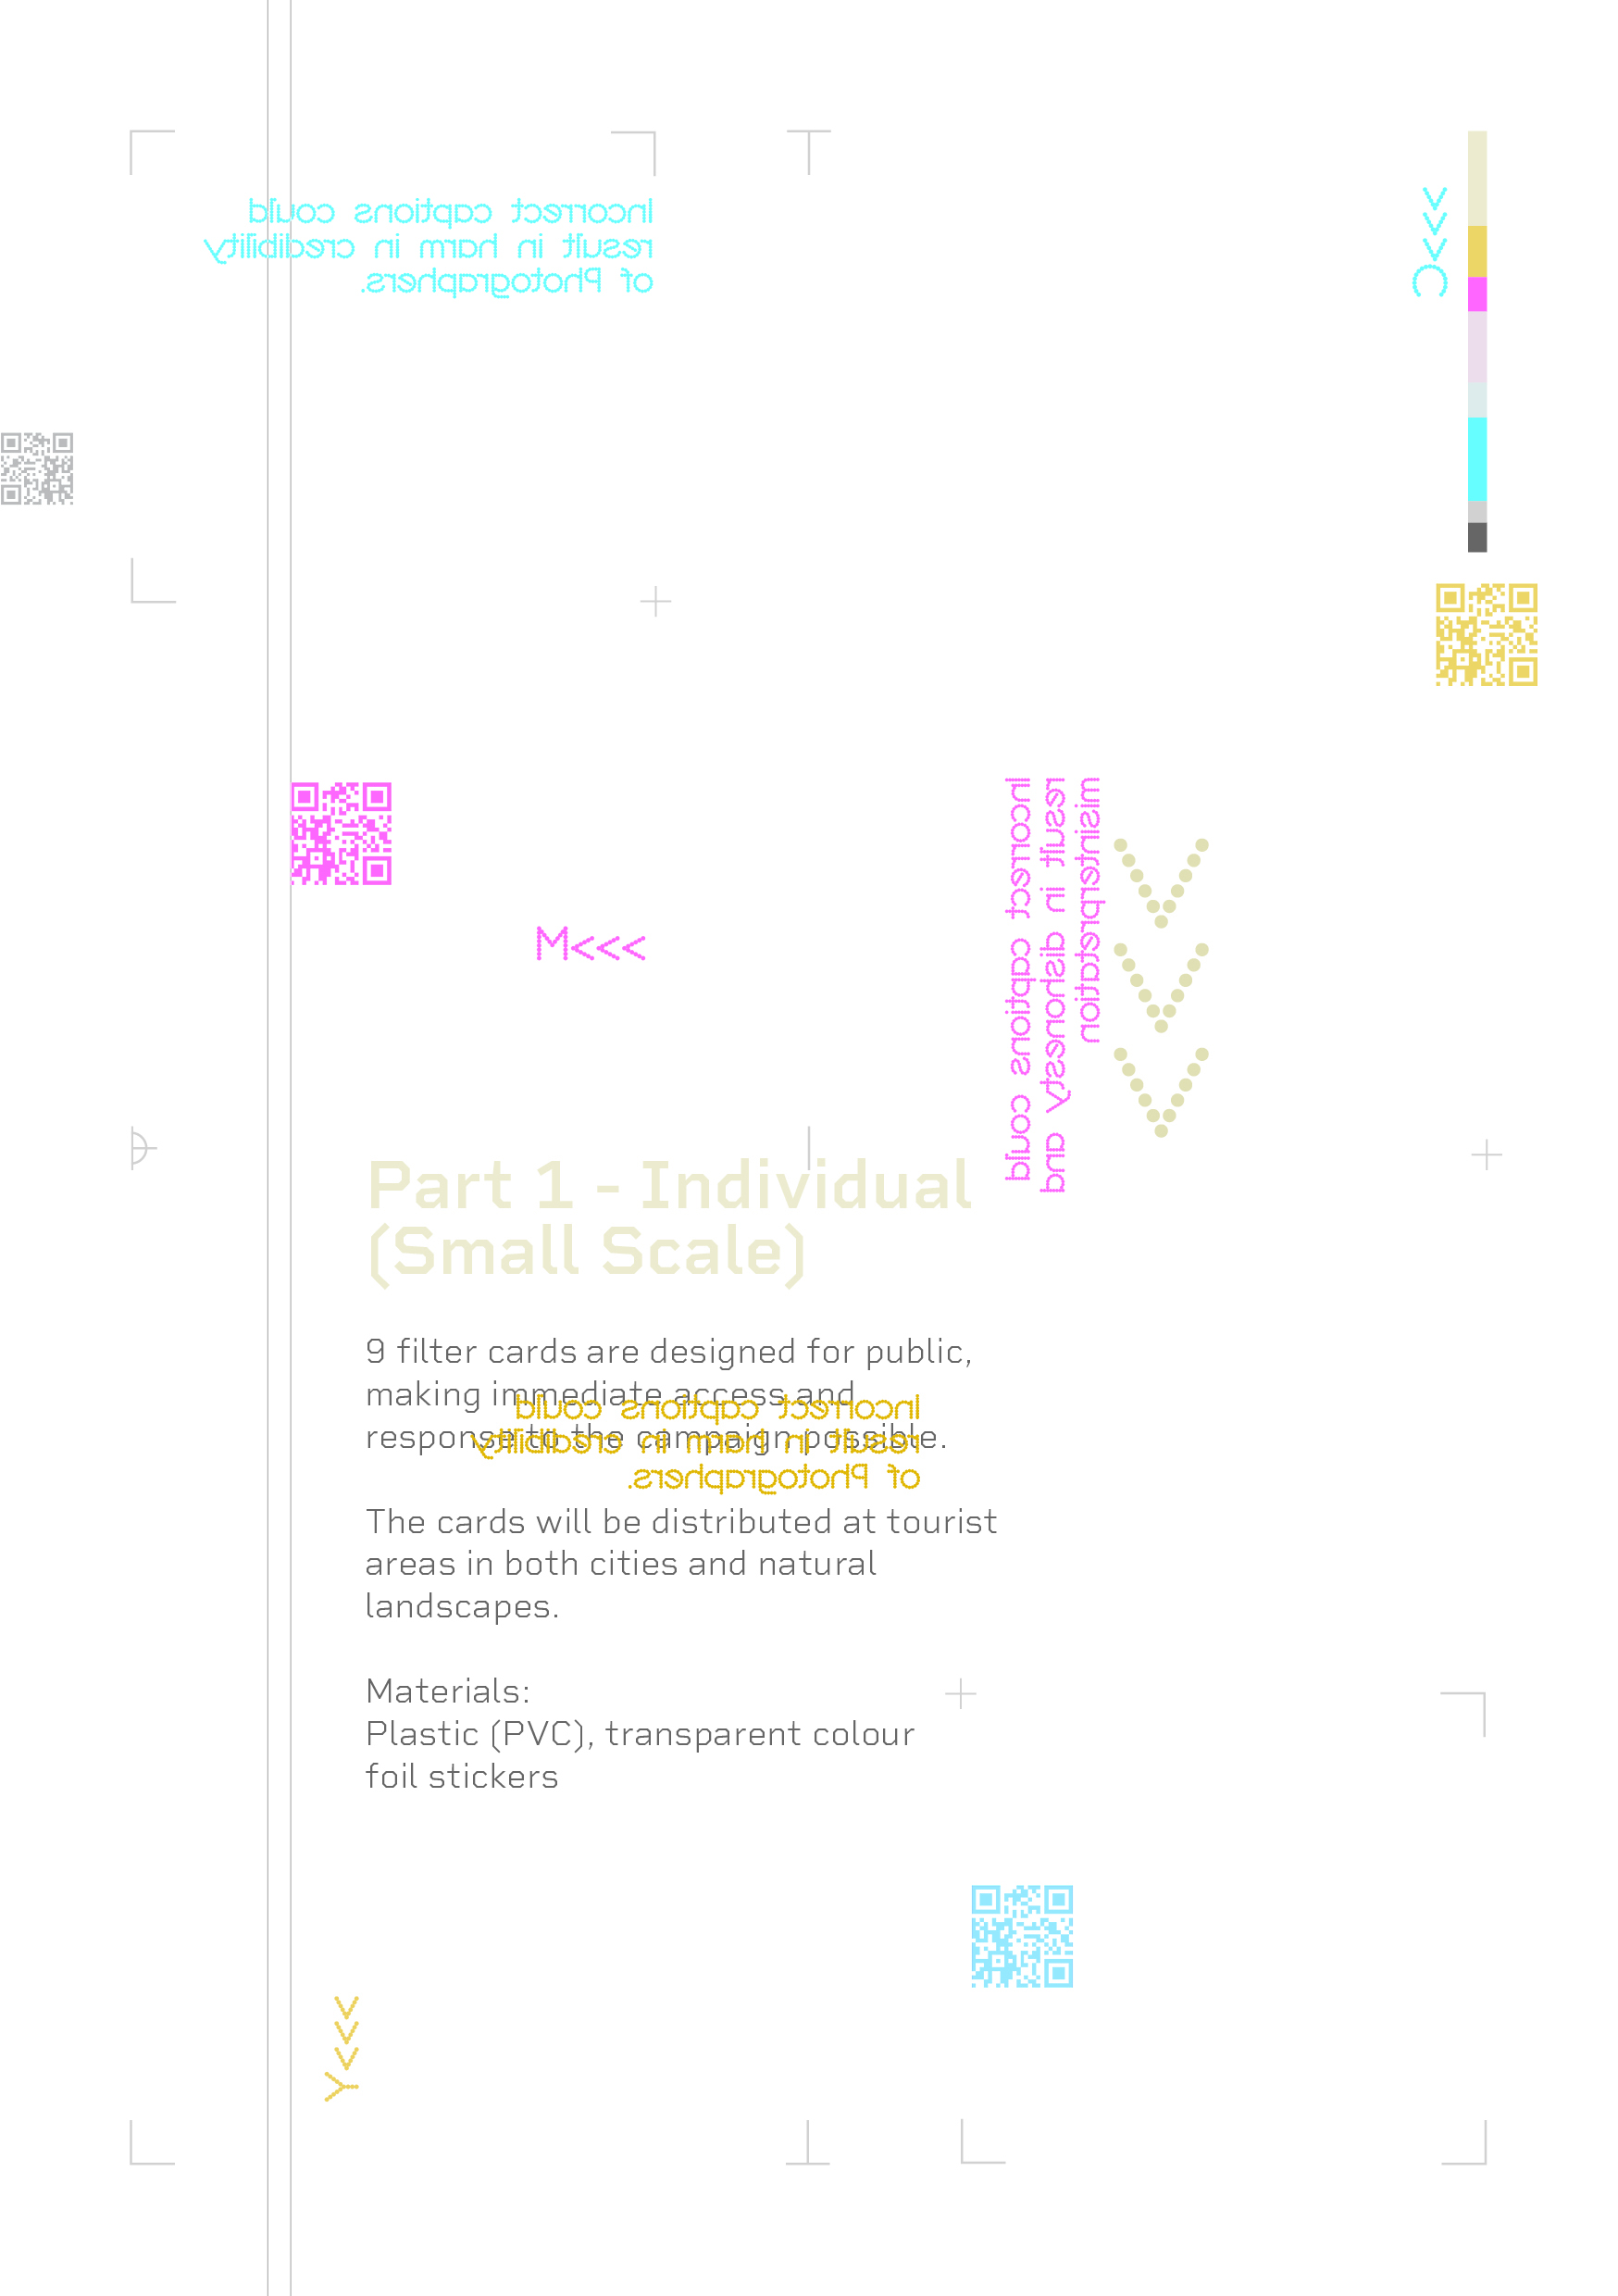 Incorrect captions could
result in harm in credibility
of Photographers.
>>>C
M<<<
Incorrect captions could
result in dishonesty and
misinterpretation
Part 1 - Individual
(Small Scale)
9 filter cards are designed for public,
making immediate access and
response to the campaign possible.
Incorrect captions could
result in harm in credibility
of Photographers.
The cards will be distributed at tourist
areas in both cities and natural
landscapes.
Materials:
Plastic (PVC), transparent colour
foil stickers
Y<<<